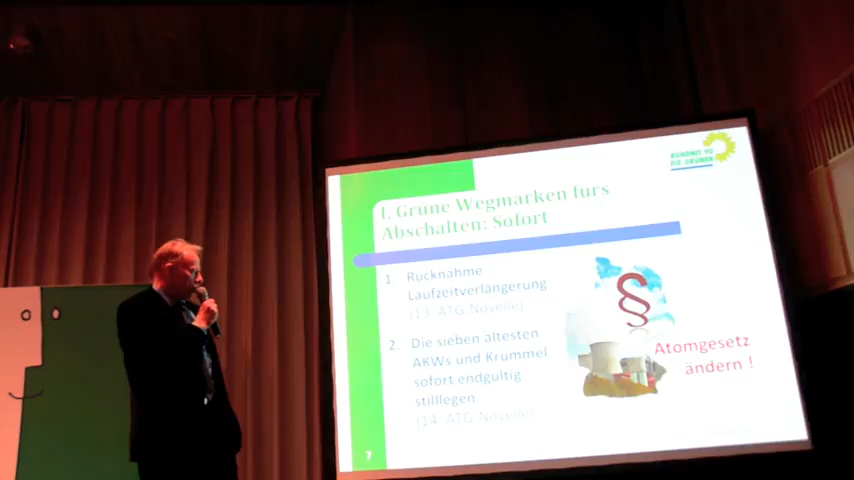 BÜNDNIS 90
DIE GRÜNEN
I. Grüne Wegmarken fürs
Abschalten: Sofort
1. Rücknahme
Laufzeitverlängerung
(13. ATG-Novelle)
2. Die sieben ältesten
AKWs und Krümmel
sofort endgültig
stilllegen
(14. ATG-Novelle)
§
Atomgesetz
ändern !
7